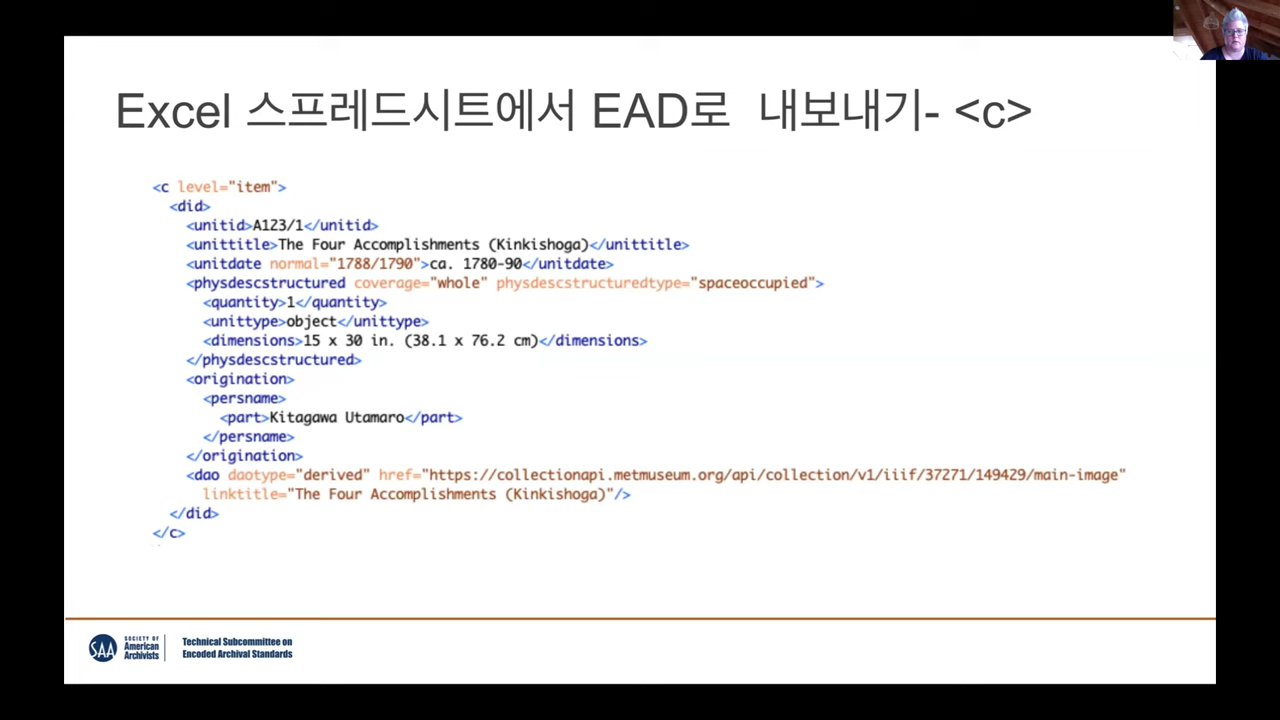 Excel 스프레드시트에서 EAD로 내보내기- <c>
<c level="item">
<did>
<unitid>A123/1</unitid>
<unittitle>The Four Accomplishments (Kinkishoga)</unittitle>
<unitdate normal="1788/1790">ca. 1780-90</unitdate>
<physdescstructured coverage="whole" physdescstructuredtype="spaceoccupied">
<quantity>1</quantity>
<unittype>object</unittype>
<dimensions>15 x 30 in. (38.1 x 76.2 cm)</dimensions>
</physdescstructured>
<origination>
<persname>
<part>Kitagawa Utamaro</part>
</persname>
</origination>
<dao daotype="derived" href="https://collectionapi.metmuseum.org/api/collection/v1/iiif/37271/149429/main-image"
linktitle="The Four Accomplishments (Kinkishoga)"/>
</did>
</c>
SAA
SOCIETY OF
American
Archivists
Technical Subcommittee on
Encoded Archival Standards